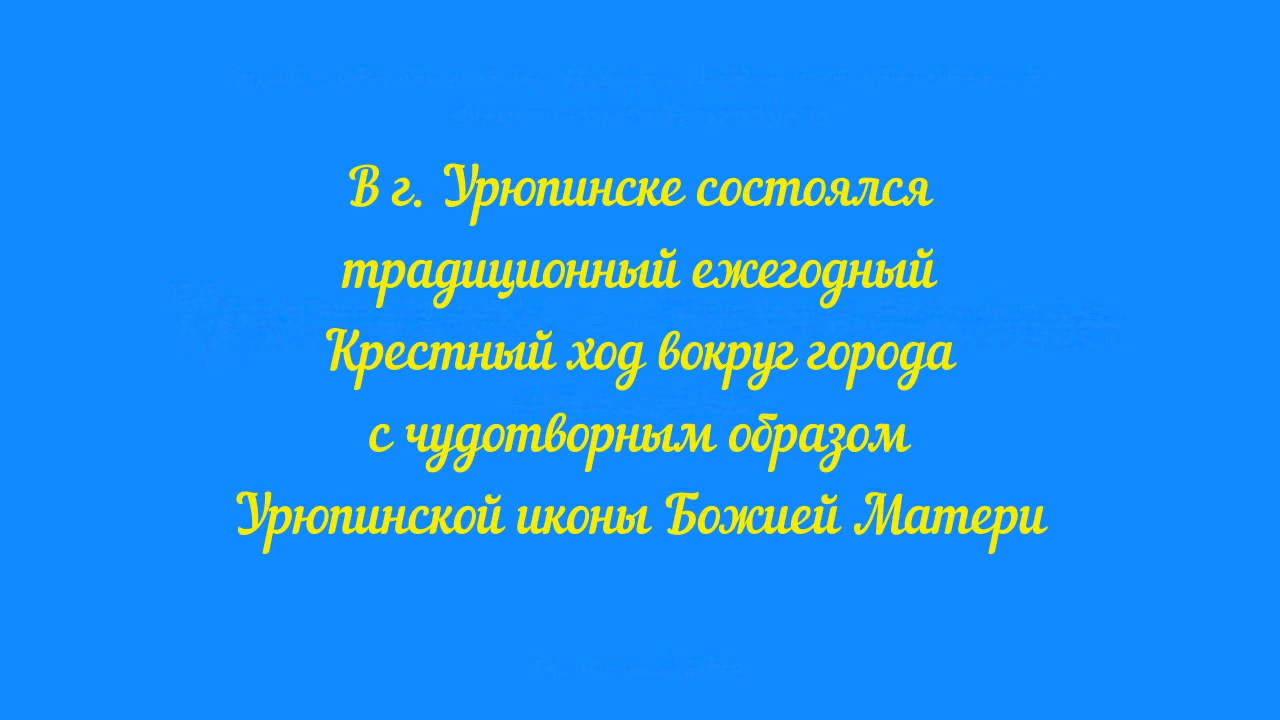 В г. Урюпинске состоялся
традиционный ежегодный
Крестный ход вокруг города
с чудотворным образом
Урюпинской иконы Божией Матери